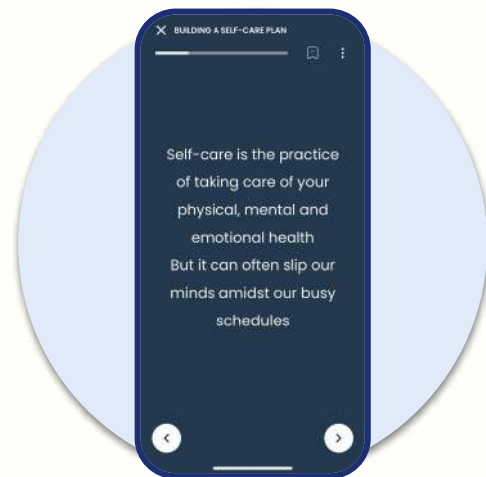 BUILDING A SELF-CARE PLAN
Self-care is the practice
of taking care of your
physical, mental and
emotional health
But it can often slip our
minds amidst our busy
schedules